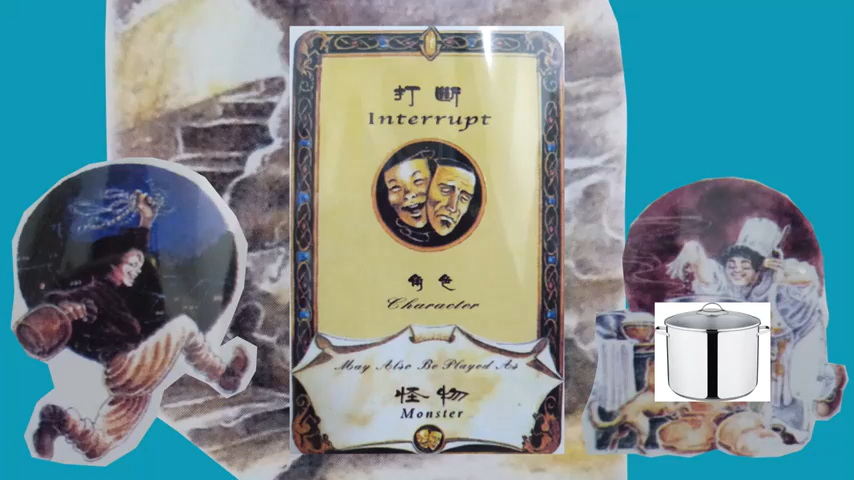 打斷
Interrupt
角色
Character
May Also Be Played As
怪物
Monster